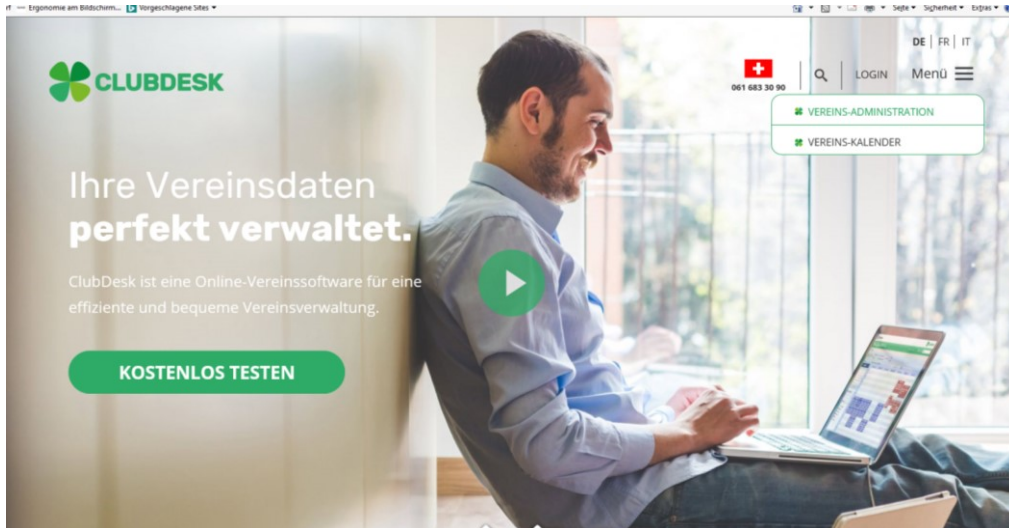 Ergonomie am Bildschirm... Vorgeschlagene Sites
Seite Sicherheit Extras
DE | FR | IT
CLUBDESK
061 683 30 90
LOGIN
Menü
VEREINS-ADMINISTRATION
VEREINS-KALENDER
Ihre Vereinsdaten
perfekt verwaltet.
ClubDesk ist eine Online-Vereinssoftware für eine
effiziente und bequeme Vereinsverwaltung.
KOSTENLOS TESTEN